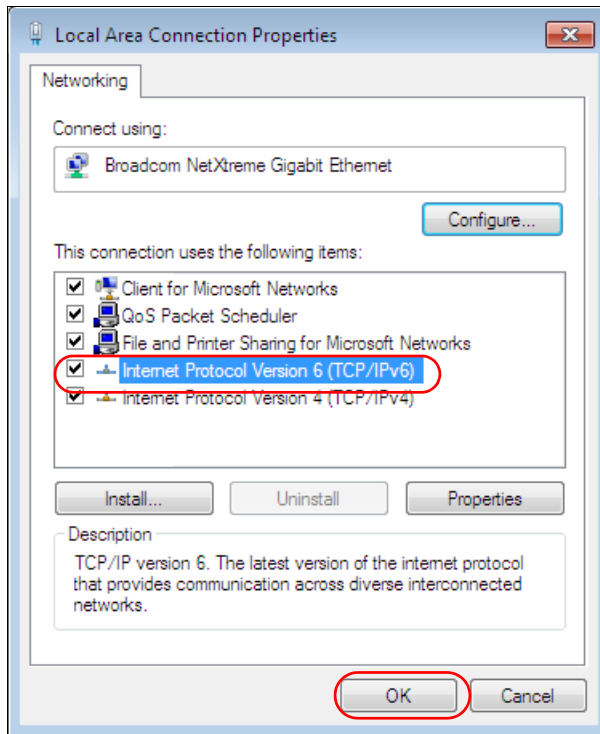 Local Area Connection Properties
Networking
Connect using:
Broadcom NetXtreme Gigabit Ethernet
Configure...
This connection uses the following items:
Client for Microsoft Networks
QoS Packet Scheduler
File and Printer Sharing for Microsoft Networks
Internet Protocol Version 6 (TCP/IPv6)
Internet Protocol Version 4 (TCP/IPv4)
Install...
Uninstall
Properties
Description
TCP/IP version 6. The latest version of the internet protocol
that provides communication across diverse interconnected
networks.
OK
Cancel